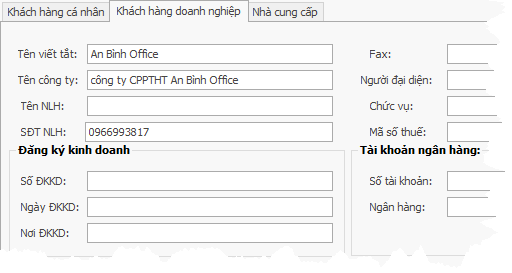 Khách hàng cá nhân Khách hàng doanh nghiệp Nhà cung cấp
Tên viết tắt: An Bình Office Fax:
Tên công ty: công ty CPPTHT An Bình Office Người đại diện:
Tên NLH: Chức vụ:
SĐT NLH: 0966993817 Mã số thuế:
Đăng ký kinh doanh Tài khoản ngân hàng:
Số ĐKKD: Số tài khoản:
Ngày ĐKKD: Ngân hàng:
Nơi ĐKKD: